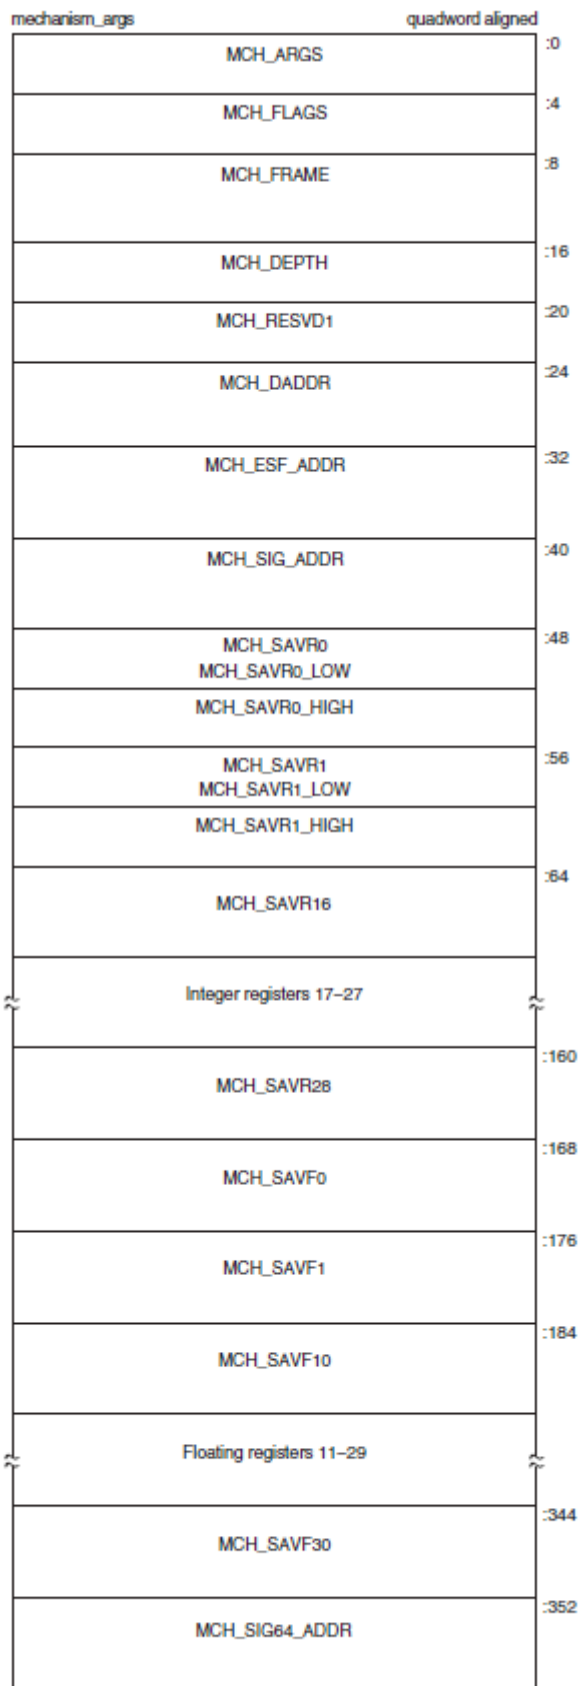 mechanism_args quadword aligned
:0
MCH_ARGS
:4
MCH_FLAGS
:8
MCH_FRAME
:16
MCH_DEPTH
:20
MCH_RESVD1
:24
MCH_DADDR
:32
MCH_ESF_ADDR
:40
MCH_SIG_ADDR
:48
MCH_SAVR0
MCH_SAVR0_LOW
MCH_SAVR0_HIGH
:56
MCH_SAVR1
MCH_SAVR1_LOW
MCH_SAVR1_HIGH
:64
MCH_SAVR16
Integer registers 17–27
:160
MCH_SAVR28
:168
MCH_SAVF0
:176
MCH_SAVF1
:184
MCH_SAVF10
Floating registers 11–29
:344
MCH_SAVF30
:352
MCH_SIG64_ADDR